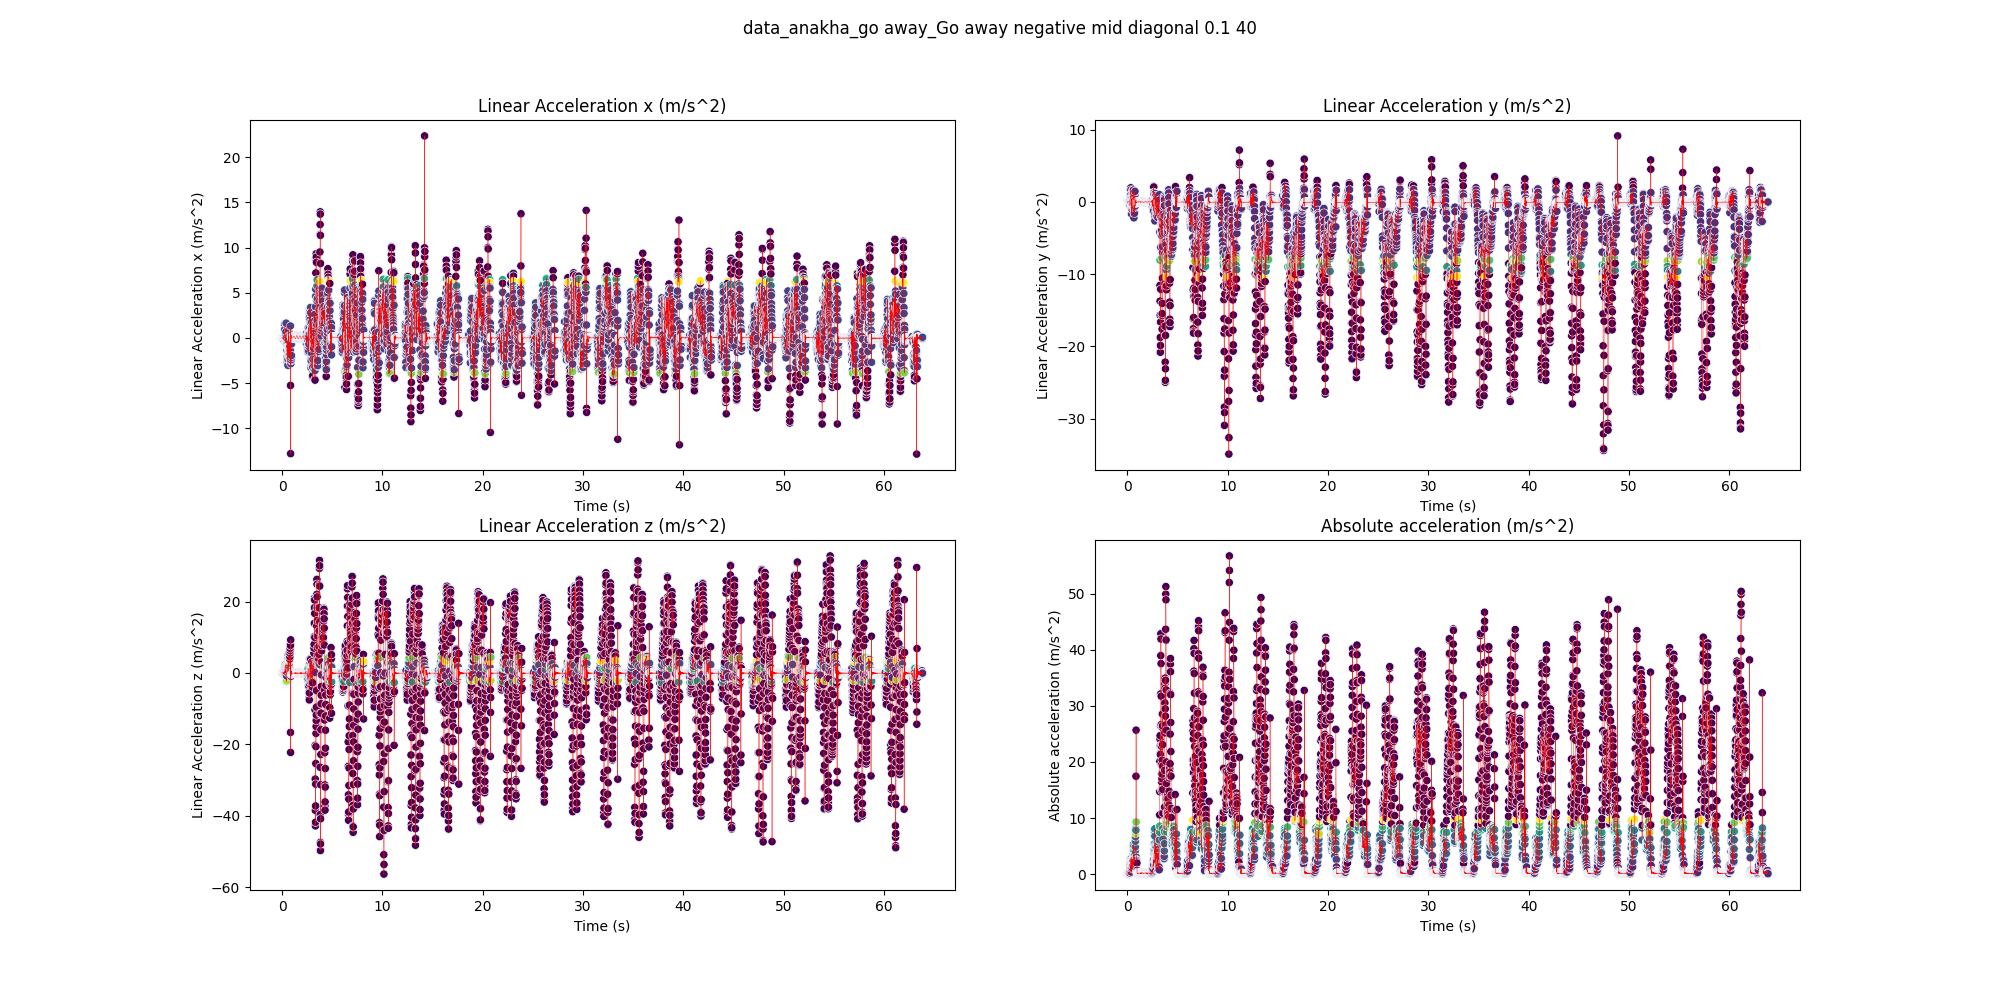 data_anakha_go away_Go away negative mid diagonal 0.1 40
Linear Acceleration x (m/s^2)
Linear Acceleration x (m/s^2)
20
15
10
5
0
−5
−10
0 10 20 30 40 50 60
Time (s)
Linear Acceleration y (m/s^2)
Linear Acceleration y (m/s^2)
10
0
−10
−20
−30
0 10 20 30 40 50 60
Time (s)
Linear Acceleration z (m/s^2)
Linear Acceleration z (m/s^2)
20
0
−20
−40
−60
0 10 20 30 40 50 60
Time (s)
Absolute acceleration (m/s^2)
Absolute acceleration (m/s^2)
50
40
30
20
10
0
0 10 20 30 40 50 60
Time (s)